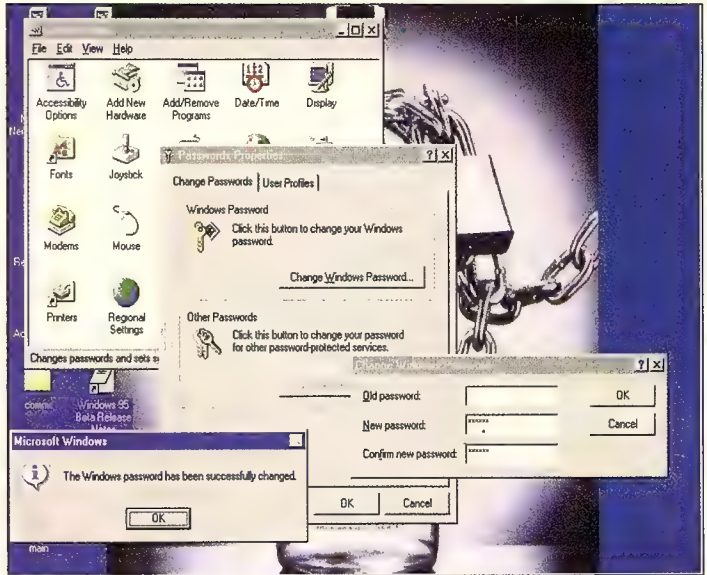 File Edit View Help
Accessibility Options
Add New Hardware
Add/Remove Programs
Date/Time
Display
Fonts
Joystick
Modems
Mouse
Printers
Regional Settings
Changes passwords and sets
Passwords Properties
? x
Change Passwords
User Profiles
Windows Password
Click this button to change your Windows
password.
Change Windows Password...
Other Passwords
Click this button to change your password
for other password-protected services.
OK
Cancel
Change
? x
Old password:
OK
New password:
xxxxxx
Cancel
Confirm new password:
xxxxxx
Windows 95
Beta Release
Notes
Microsoft Windows
The Windows password has been successfully changed.
OK
main